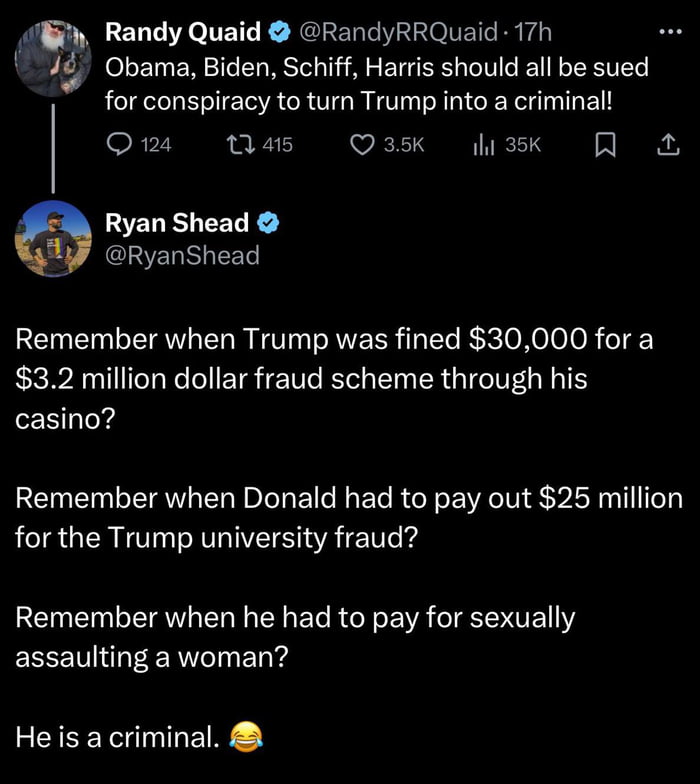 Randy Quaid @RandyRRQuaid · 17h
Obama, Biden, Schiff, Harris should all be sued
for conspiracy to turn Trump into a criminal!
124 415 3.5K 35K
Ryan Shead
@RyanShead
Remember when Trump was fined $30,000 for a
$3.2 million dollar fraud scheme through his
casino?
Remember when Donald had to pay out $25 million
for the Trump university fraud?
Remember when he had to pay for sexually
assaulting a woman?
He is a criminal. 😂